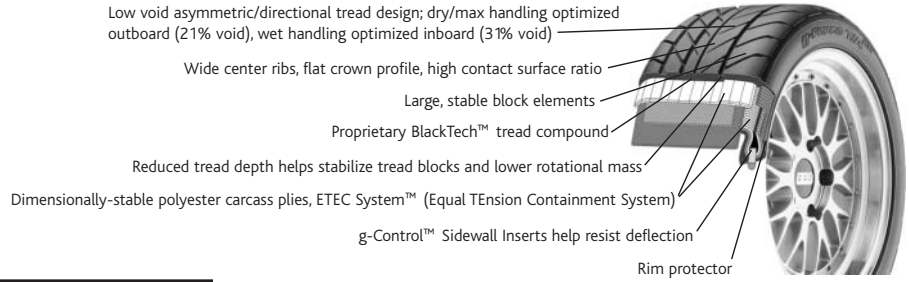 Low void asymmetric/directional tread design; dry/max handling optimized
outboard (21% void), wet handling optimized inboard (31% void)
Wide center ribs, flat crown profile, high contact surface ratio
Large, stable block elements
Proprietary BlackTech™ tread compound
Reduced tread depth helps stabilize tread blocks and lower rotational mass
Dimensionally-stable polyester carcass plies, ETEC System™ (Equal TEnsion Containment System)
g-Control™ Sidewall Inserts help resist deflection
Rim protector